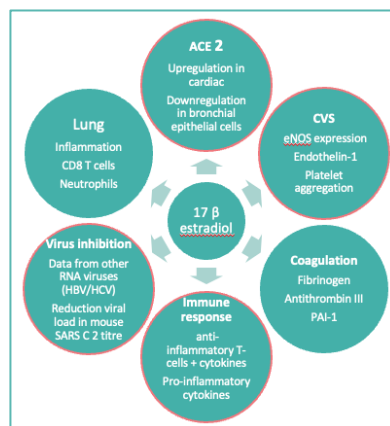 ACE 2
Upregulation in
cardiac
Downregulation
in bronchial
epithelial cells
CVS
eNOS expression
Endothelin-1
Platelet
aggregation
Coagulation
Fibrinogen
Antithrombin III
PAI-1
Immune
response
anti-
inflammatory T-
cells + cytokines
Pro-inflammatory
cytokines
Virus inhibition
Data from other
RNA viruses
(HBV/HCV)
Reduction viral
load in mouse
SARS C 2 titre
Lung
Inflammation
CD8 T cells
Neutrophils
17 β
estradiol